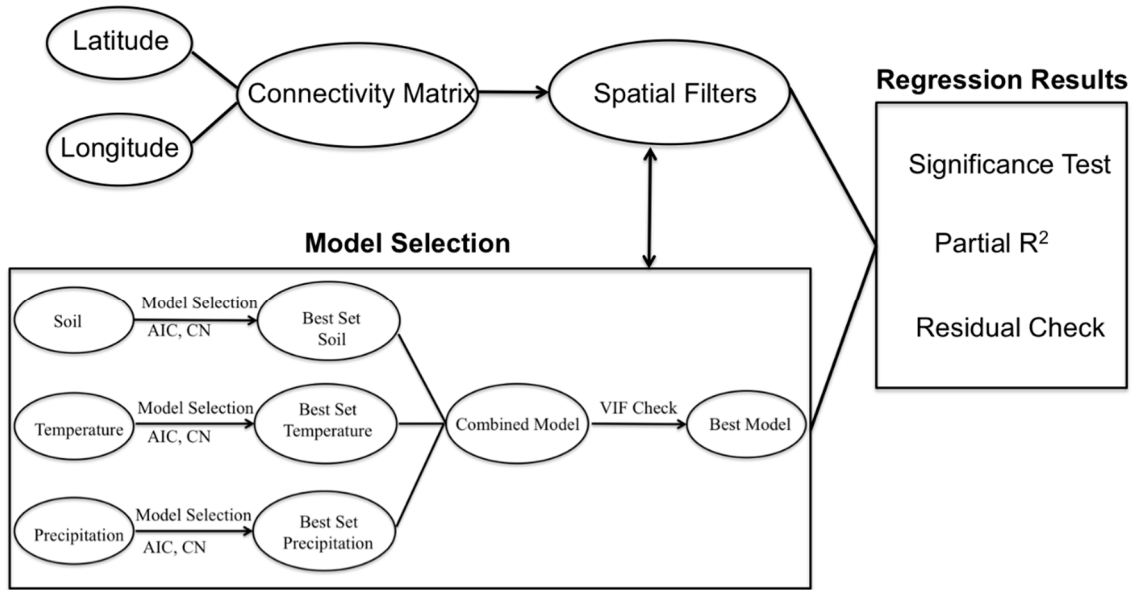 Latitude
Longitude
Connectivity Matrix
Spatial Filters
Regression Results
Significance Test
Partial R²
Residual Check
Model Selection
Soil
Model Selection
AIC, CN
Best Set
Soil
Temperature
Model Selection
AIC, CN
Best Set
Temperature
Precipitation
Model Selection
AIC, CN
Best Set
Precipitation
Combined Model
VIF Check
Best Model